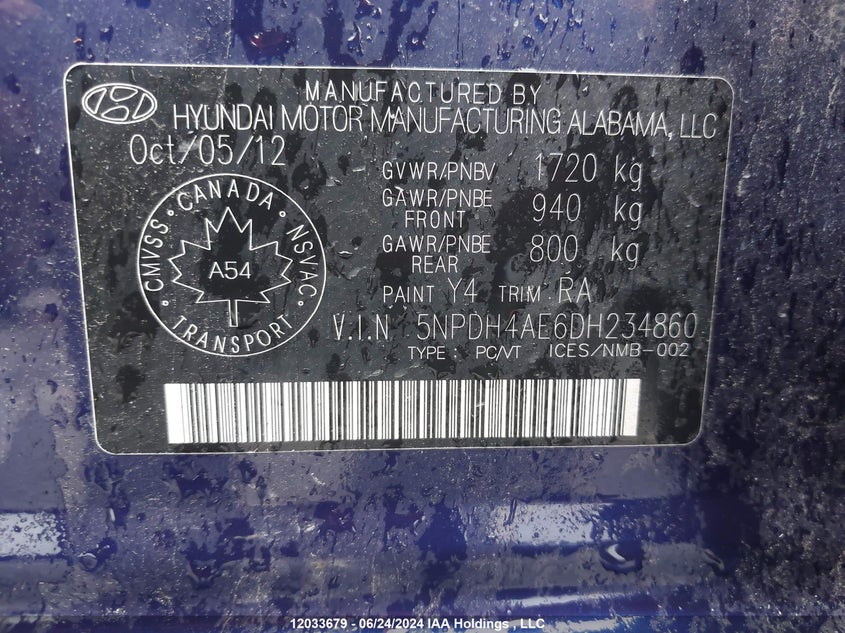 MANUFACTURED BY
HYUNDAI MOTOR MANUFACTURING ALABAMA, LLC
Oct/05/12
GVWR/PNBV 1720 kg
GAWR/PNBE FRONT 940 kg
GAWR/PNBE REAR 800 kg
CMVSS • CANADA • NSVAC •
A54
TRANSPORT
PAINT Y4 TRIM RA
V.I.N 5NPDH4AE6DH234860
TYPE : PC/VT ICES/NMB-002
12033679 - 06/24/2024 IAA Holdings , LLC